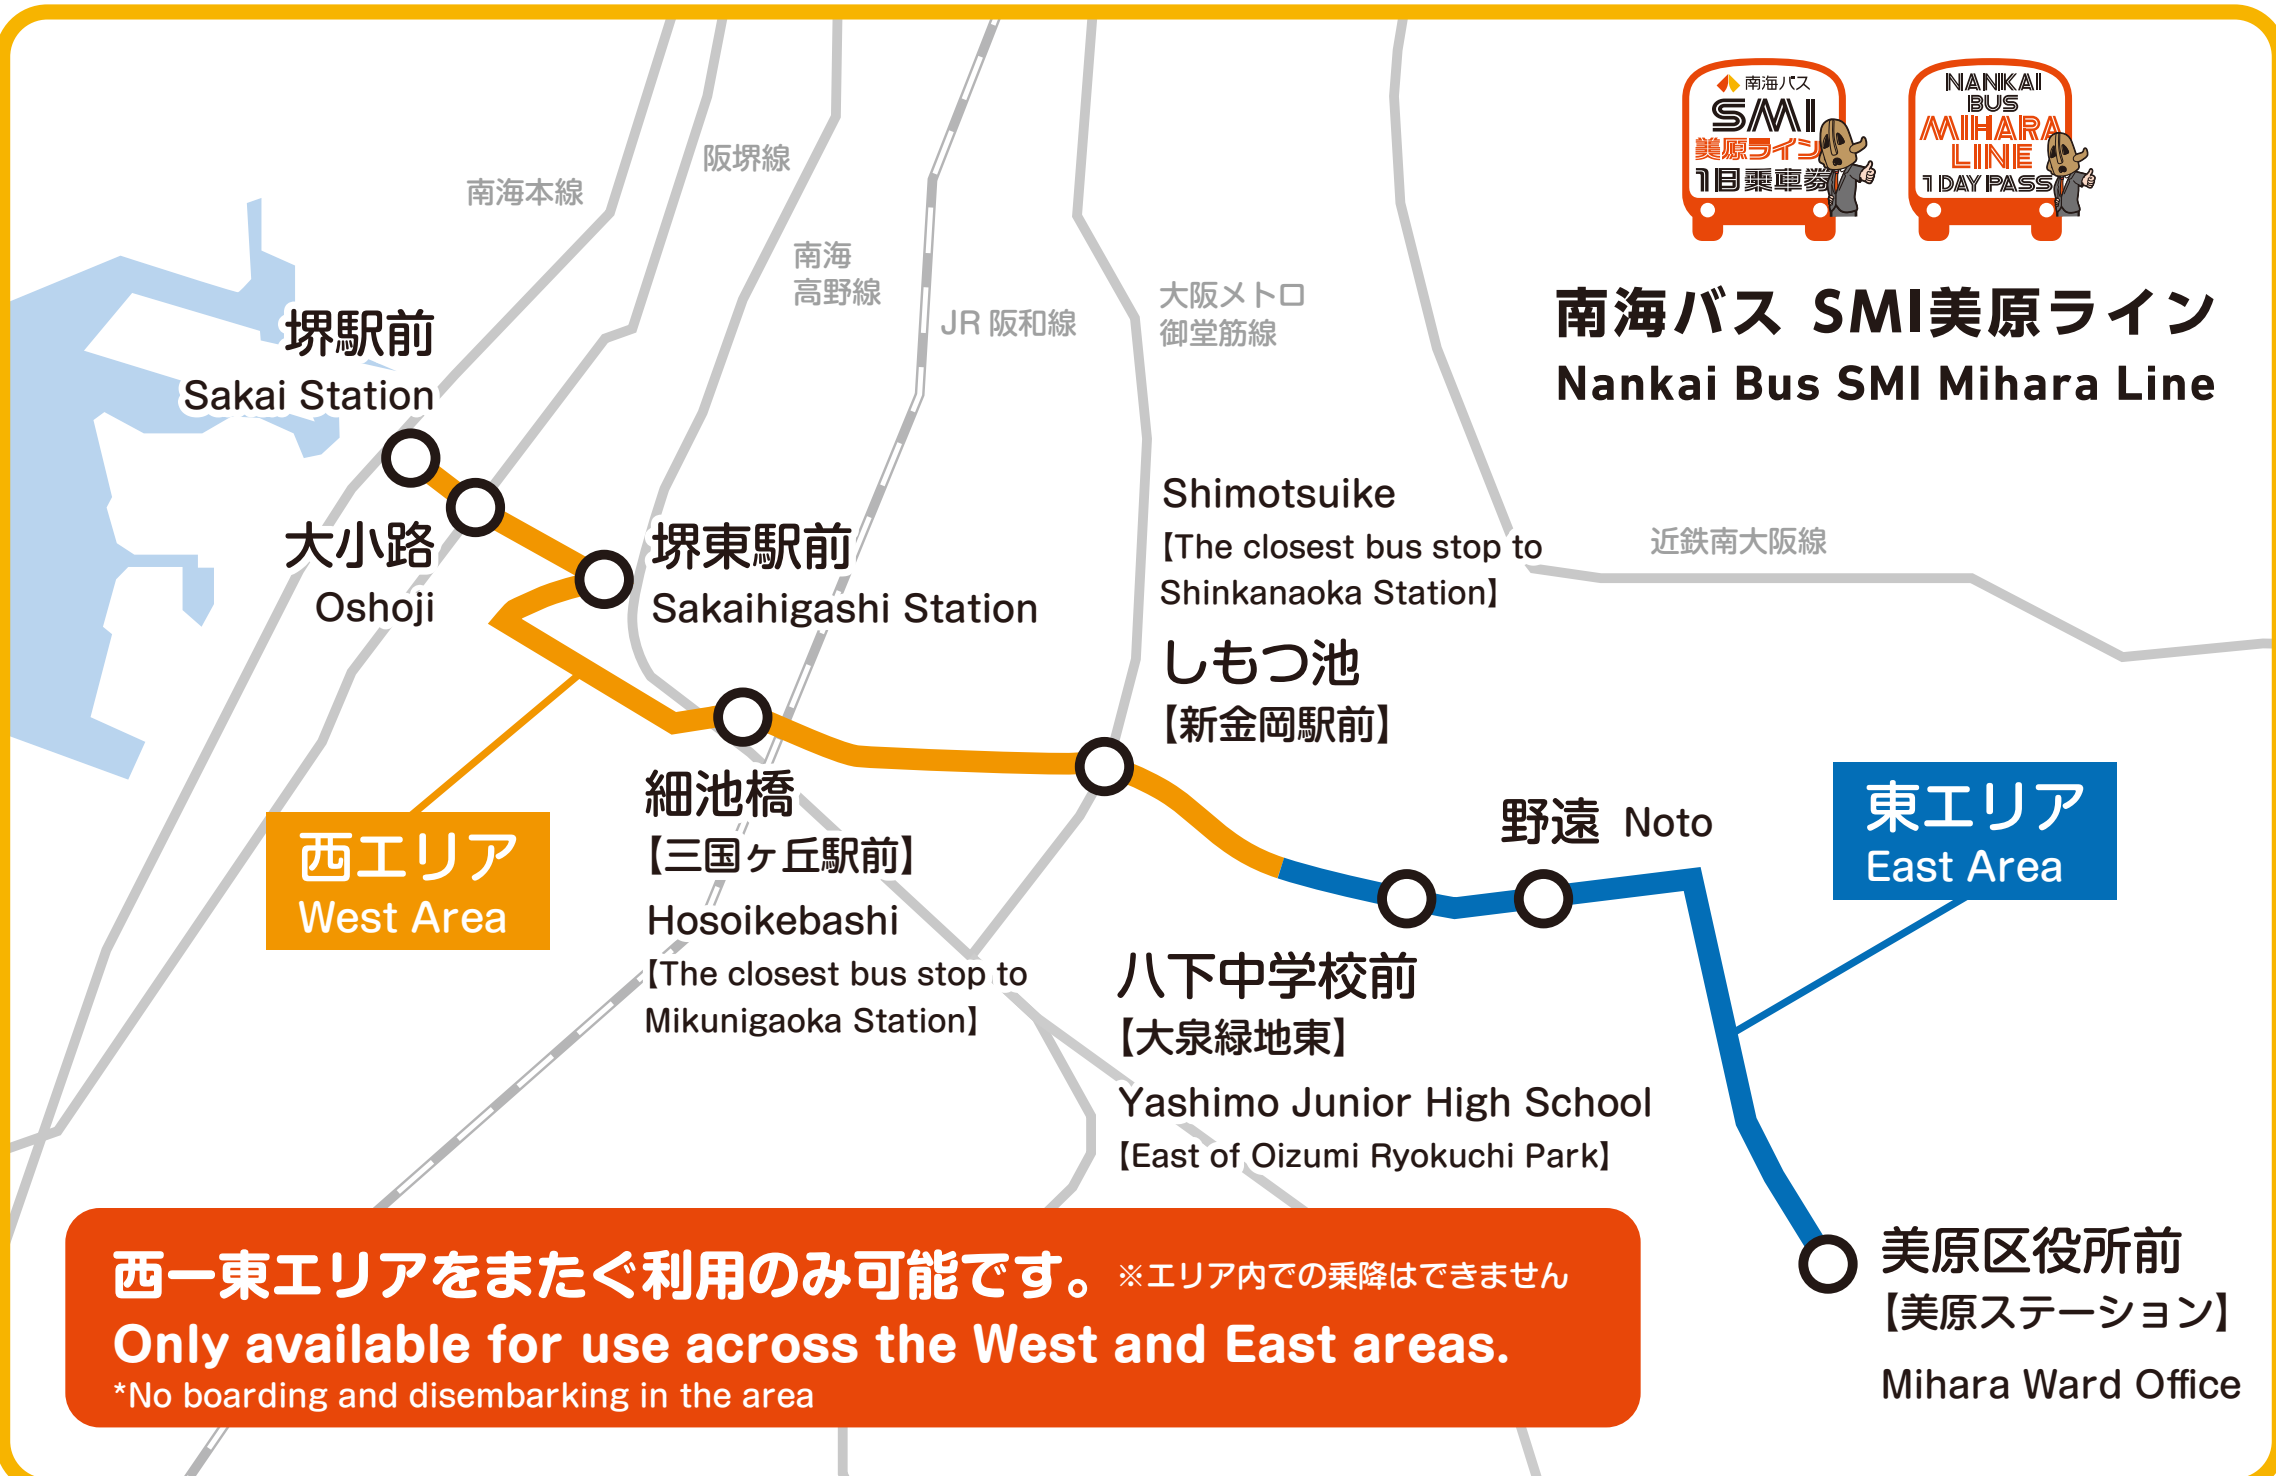 南海バス
SMI
美原ライン
1日乗車券
NANKAI
BUS
MIHARA
LINE
1 DAY PASS
南海バス SMI美原ライン
Nankai Bus SMI Mihara Line
南海本線
阪堺線
南海
高野線
JR 阪和線
大阪メトロ
御堂筋線
近鉄南大阪線
堺駅前
Sakai Station
大小路
Oshoji
堺東駅前
Sakaihigashi Station
Shimotsuike
【The closest bus stop to
Shinkanaoka Station】
しもつ池
【新金岡駅前】
細池橋
【三国ヶ丘駅前】
Hosoikebashi
【The closest bus stop to
Mikunigaoka Station】
西エリア
West Area
野遠 Noto
東エリア
East Area
八下中学校前
【大泉緑地東】
Yashimo Junior High School
【East of Oizumi Ryokuchi Park】
美原区役所前
【美原ステーション】
Mihara Ward Office
西ー東エリアをまたぐ利用のみ可能です。 ※エリア内での乗降はできません
Only available for use across the West and East areas.
*No boarding and disembarking in the area